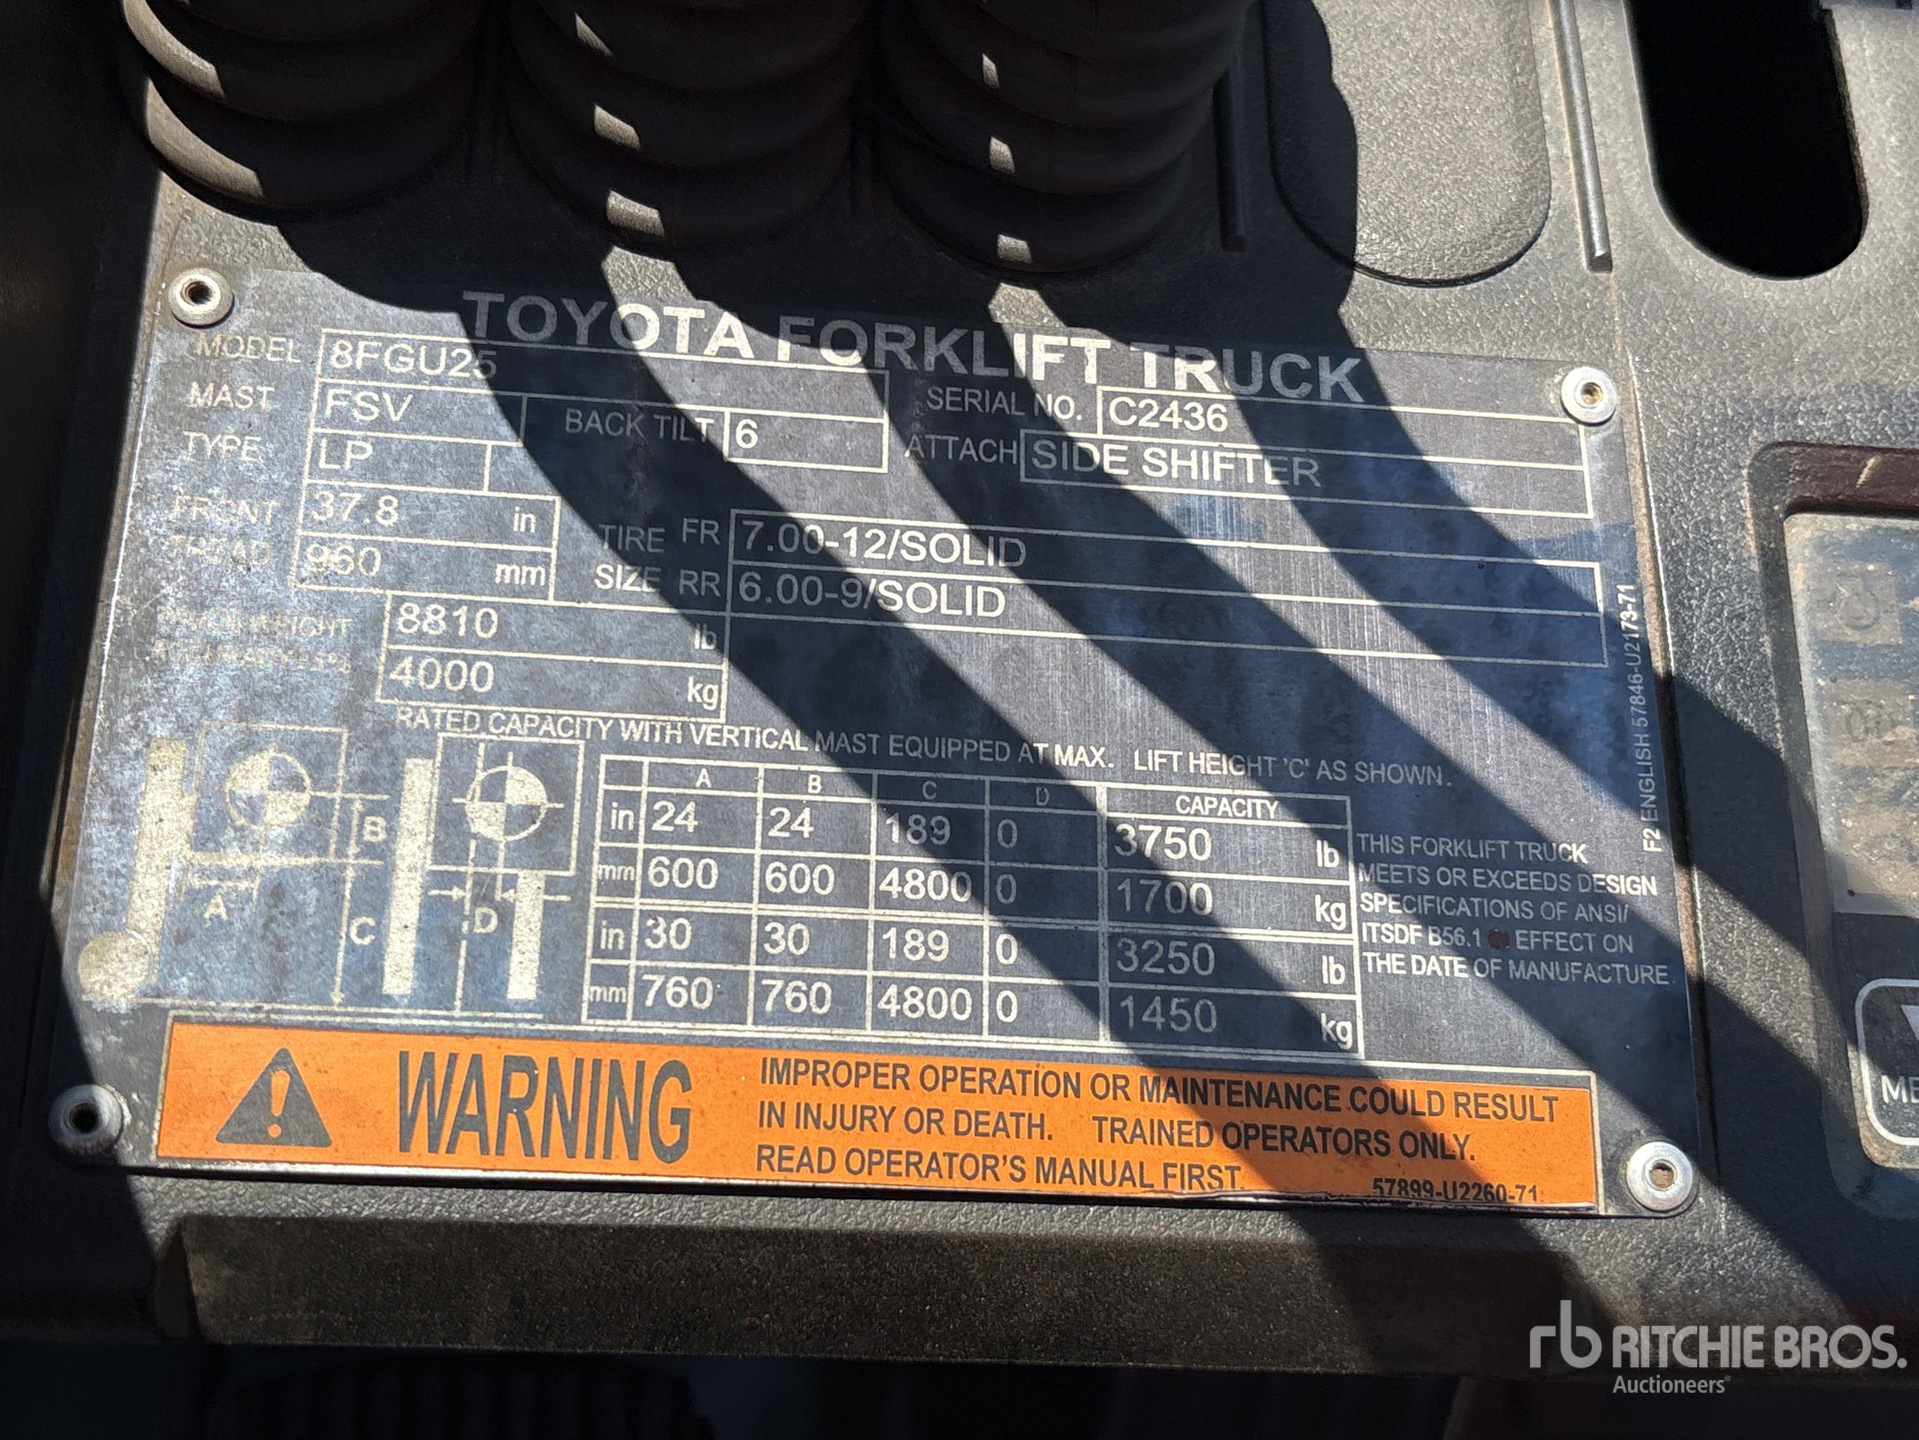 TOYOTA FORKLIFT TRUCK
MODEL 8FGU25 SERIAL NO. C2436
MAST FSV BACK TILT 6 ATTACH SIDE SHIFTER
TYPE LP
FRONT TREAD 37.8 in TIRE SIZE FR 7.00-12/SOLID
960 mm RR 6.00-9/SOLID
TRUCK WEIGHT 8810 lb
4000 kg
RATED CAPACITY WITH VERTICAL MAST EQUIPPED AT MAX. LIFT HEIGHT 'C' AS SHOWN.
A B C D CAPACITY
in 24 24 189 0 3750 lb
mm 600 600 4800 0 1700 kg
in 30 30 189 0 3250 lb
mm 760 760 4800 0 1450 kg
B
A
C
D
THIS FORKLIFT TRUCK
MEETS OR EXCEEDS DESIGN
SPECIFICATIONS OF ANSI/
ITSDF B56.1 EFFECT ON
THE DATE OF MANUFACTURE
F2 ENGLISH 57846-U2173-71
WARNING
IMPROPER OPERATION OR MAINTENANCE COULD RESULT
IN INJURY OR DEATH. TRAINED OPERATORS ONLY.
READ OPERATOR'S MANUAL FIRST.
57899-U2260-71
ME
rb RITCHIE BROS.
Auctioneers